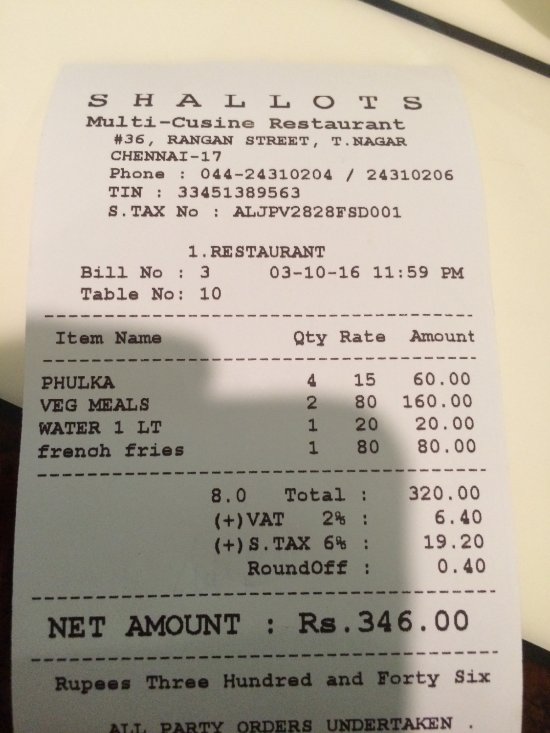 SHALLOTS
Multi-Cusine Restaurant
#36, RANGAN STREET, T.NAGAR
CHENNAI-17
Phone : 044-24310204 / 24310206
TIN : 33451389563
S.TAX No : ALJPV2828FSD001
1.RESTAURANT
Bill No : 3 03-10-16 11:59 PM
Table No: 10
Item Name Qty Rate Amount
PHULKA 4 15 60.00
VEG MEALS 2 80 160.00
WATER 1 LT 1 20 20.00
french fries 1 80 80.00
8.0 Total : 320.00
(+)VAT 2% : 6.40
(+)S.TAX 6% : 19.20
RoundOff : 0.40
NET AMOUNT : Rs.346.00
Rupees Three Hundred and Forty Six
ALL PARTY ORDERS UNDERTAKEN .